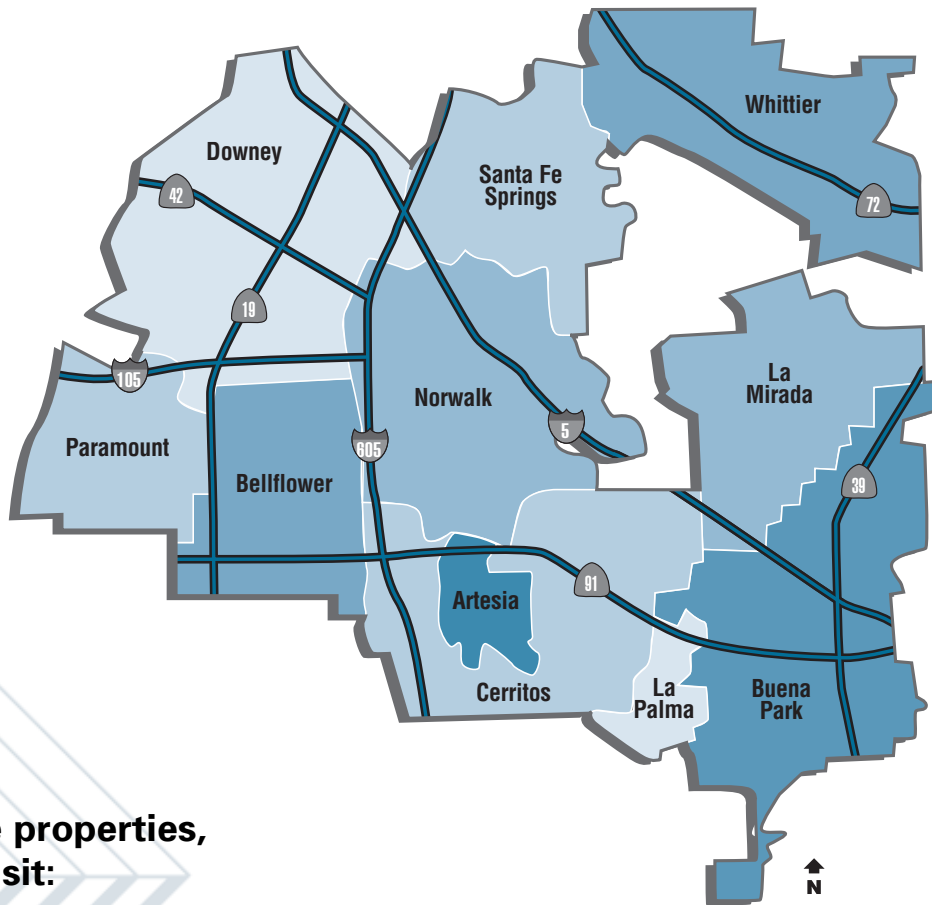 Whittier
Downey
Santa Fe
Springs
42
72
19
La
Mirada
105
Norwalk
5
Paramount
605
Bellflower
39
91
Artesia
La
Palma
Buena
Park
Cerritos
e properties,
sit:
N